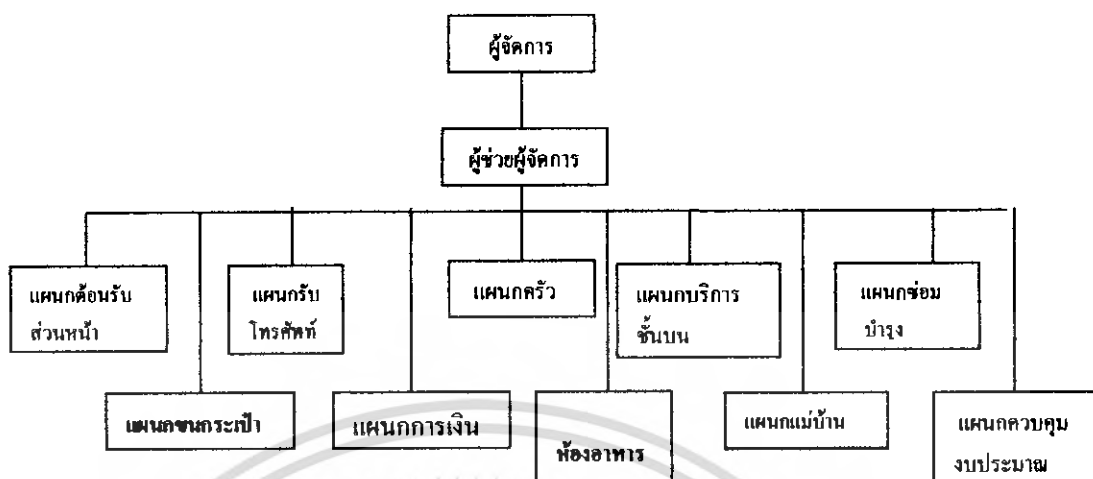 ผู้จัดการ
ผู้ช่วยผู้จัดการ
แผนกต้อนรับ
ส่วนหน้า
แผนกรับ
โทรศัพท์
แผนกครัว
แผนกบริการ
ชั้นบน
แผนกซ่อม
บำรุง
แผนกขนกระเป๋า
แผนกการเงิน
ห้องอาหาร
แผนกแม่บ้าน
แผนกควบคุม
งบประมาณ